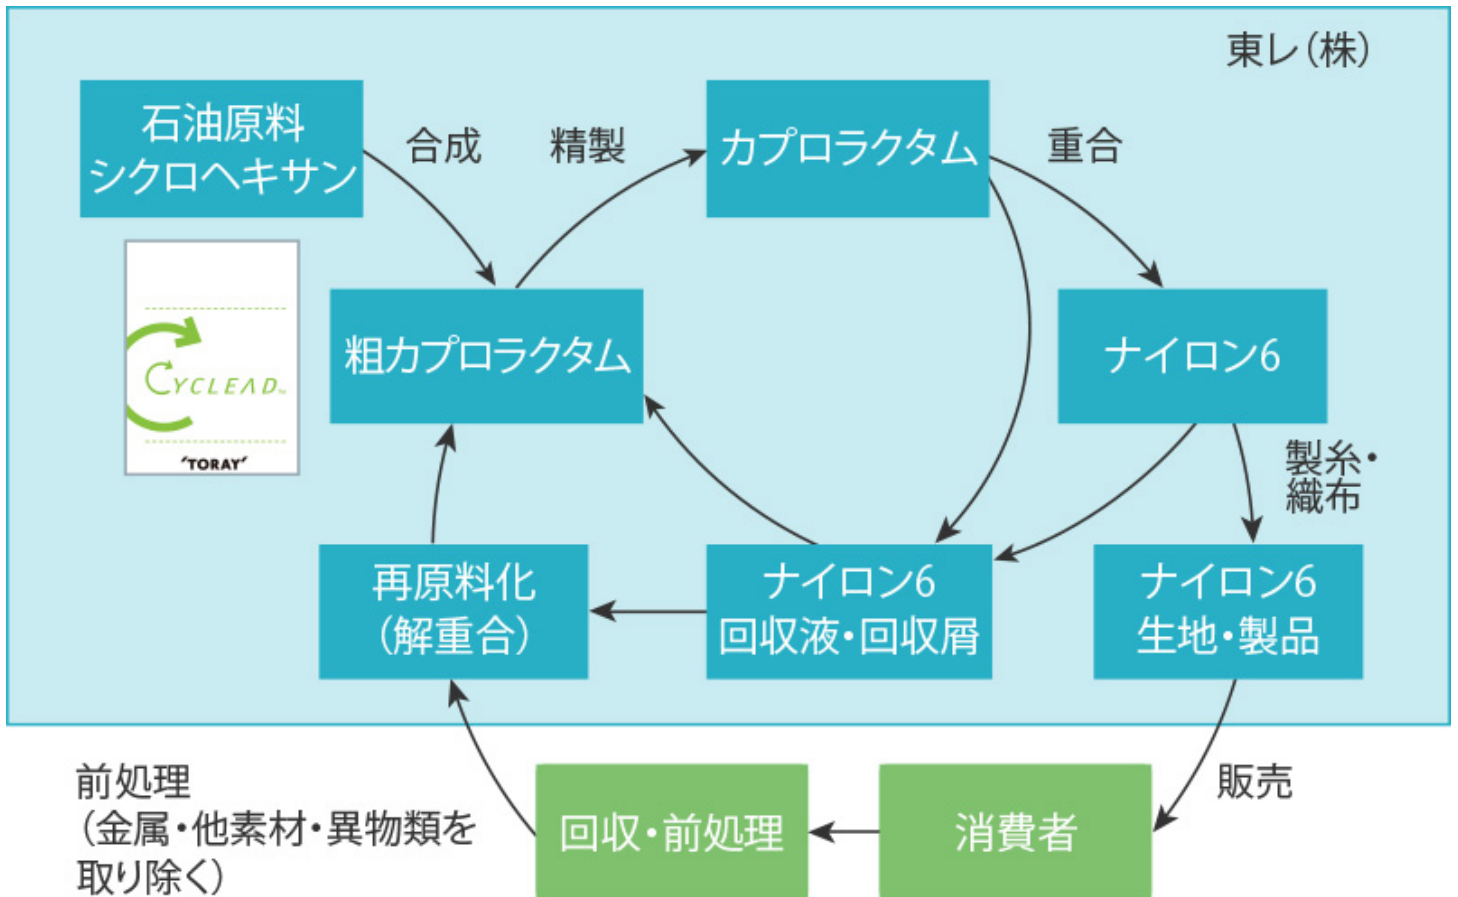 東レ（株）
石油原料
シクロヘキサン
合成
精製
カプロラクタム
重合
CYCLEAD
'TORAY'
粗カプロラクタム
ナイロン6
製糸・
織布
再原料化
（解重合）
ナイロン6
回収液・回収屑
ナイロン6
生地・製品
前処理
（金属・他素材・異物類を
取り除く）
回収・前処理
消費者
販売